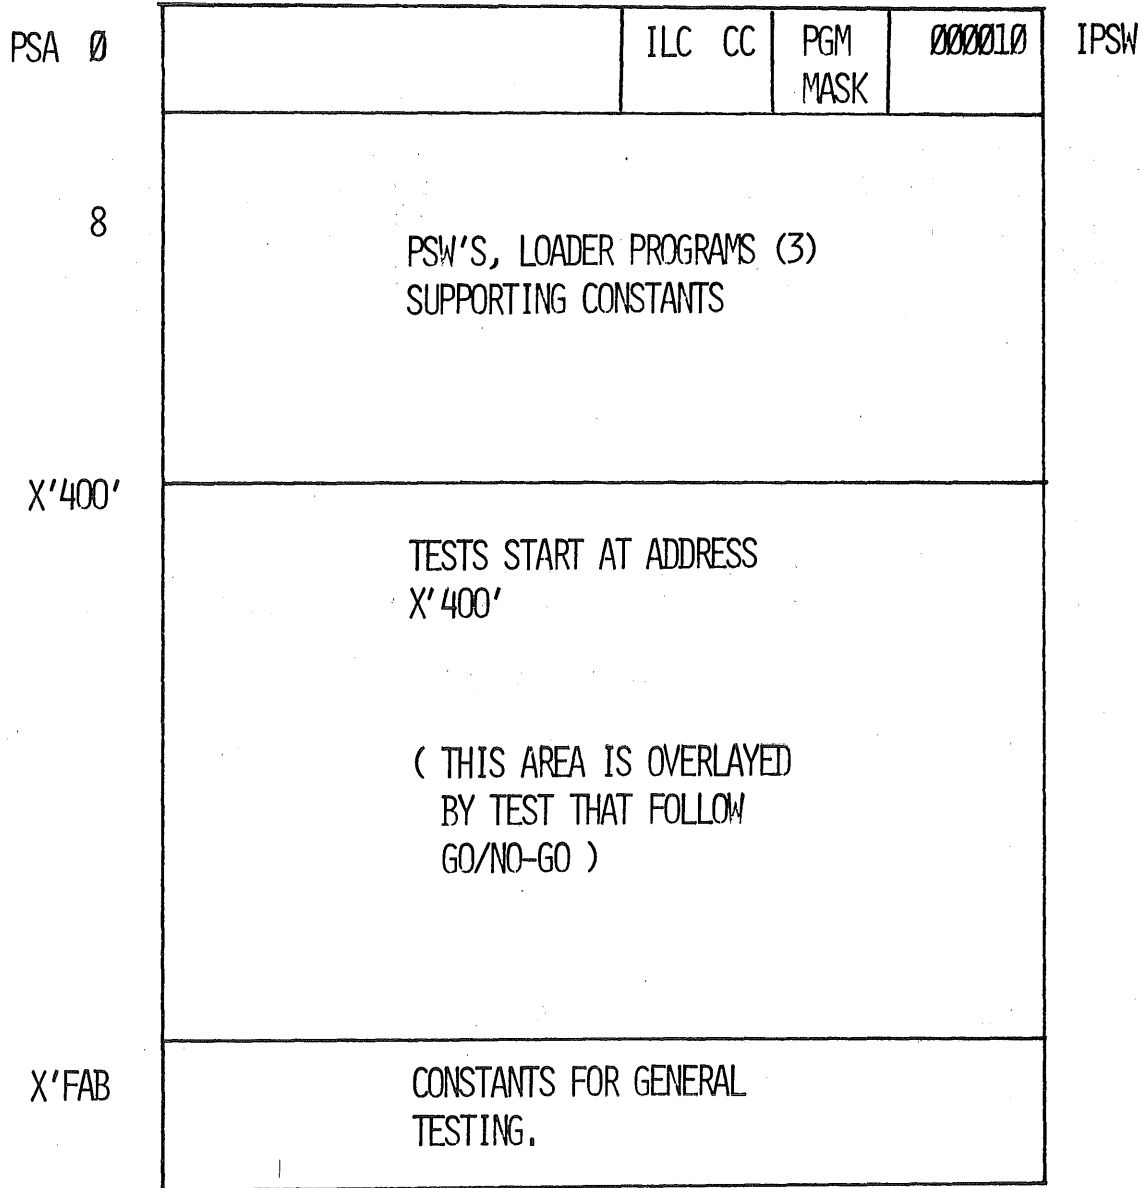 PSA Ø ILC CC PGM ØØØØ1Ø IPSW
MASK
8
PSW'S, LOADER PROGRAMS (3)
SUPPORTING CONSTANTS
X'400'
TESTS START AT ADDRESS
X'400'
( THIS AREA IS OVERLAYED
BY TEST THAT FOLLOW
GO/NO-GO )
X'FAB
CONSTANTS FOR GENERAL
TESTING.